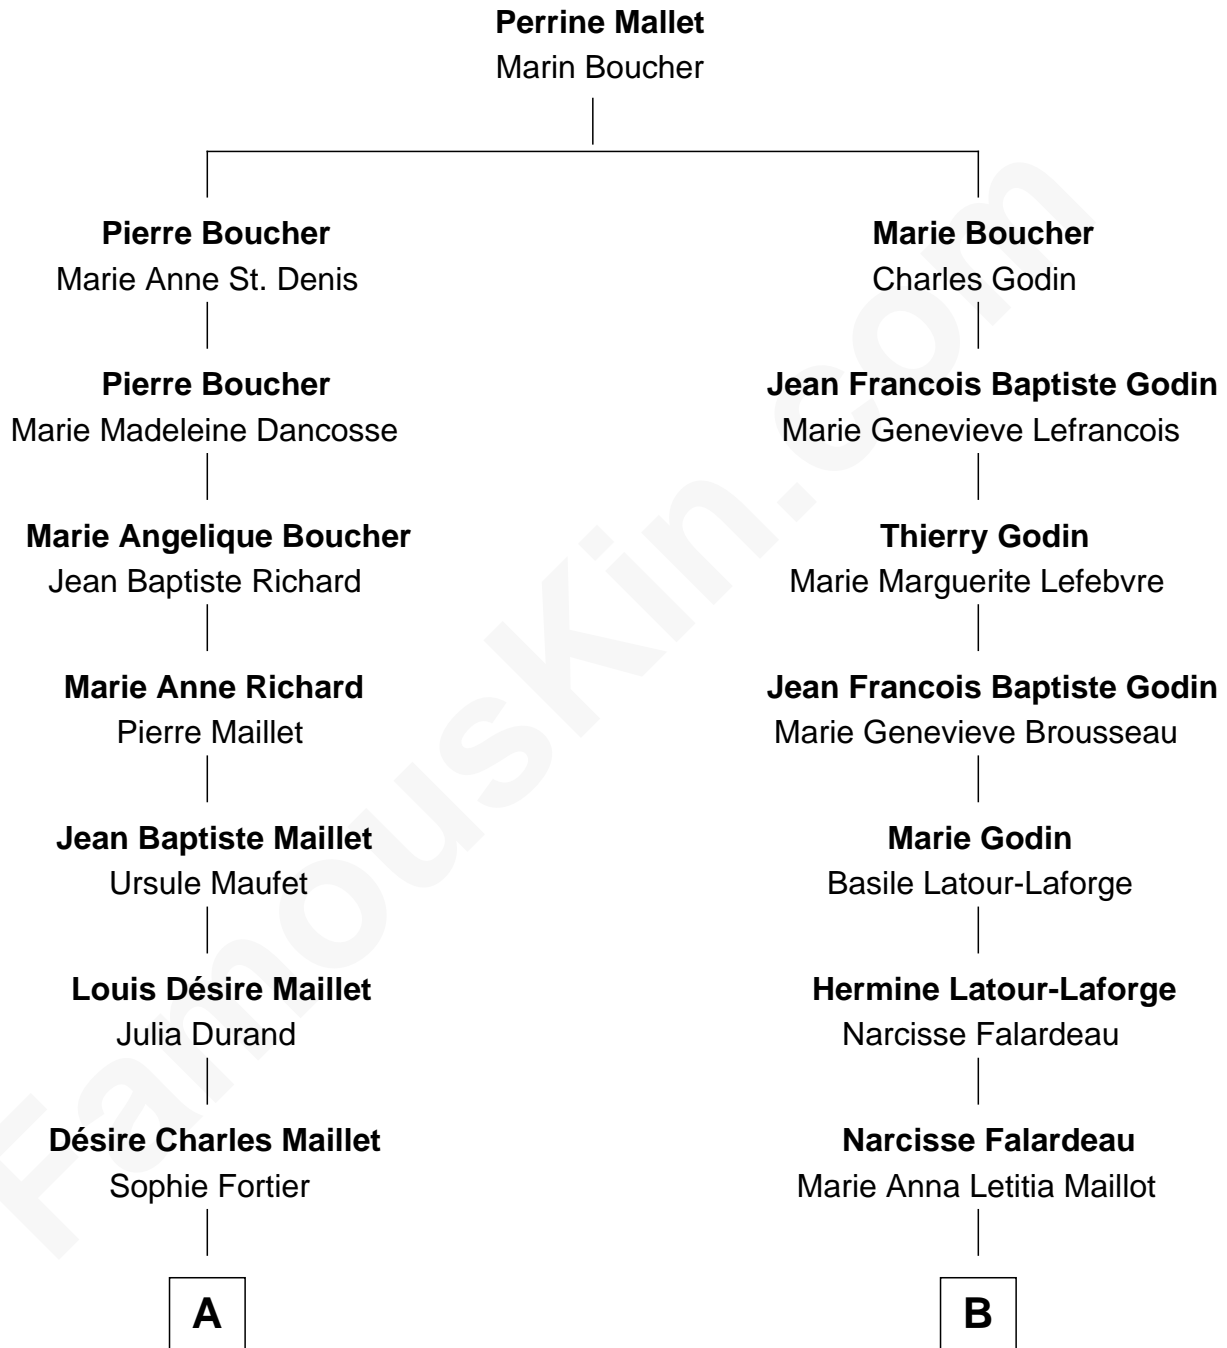 Perrine Mallet
Marin Boucher
Pierre Boucher
Marie Anne St. Denis
Marie Boucher
Charles Godin
Pierre Boucher
Marie Madeleine Dancosse
Jean Francois Baptiste Godin
Marie Genevieve Lefrancois
Marie Angelique Boucher
Jean Baptiste Richard
Thierry Godin
Marie Marguerite Lefebvre
Marie Anne Richard
Pierre Maillet
Jean Francois Baptiste Godin
Marie Genevieve Brousseau
Jean Baptiste Maillet
Ursule Maufet
Marie Godin
Basile Latour-Laforge
Louis Désire Maillet
Julia Durand
Hermine Latour-Laforge
Narcisse Falardeau
Désire Charles Maillet
Sophie Fortier
Narcisse Falardeau
Marie Anna Letitia Maillot
A
B
FamousKin.com